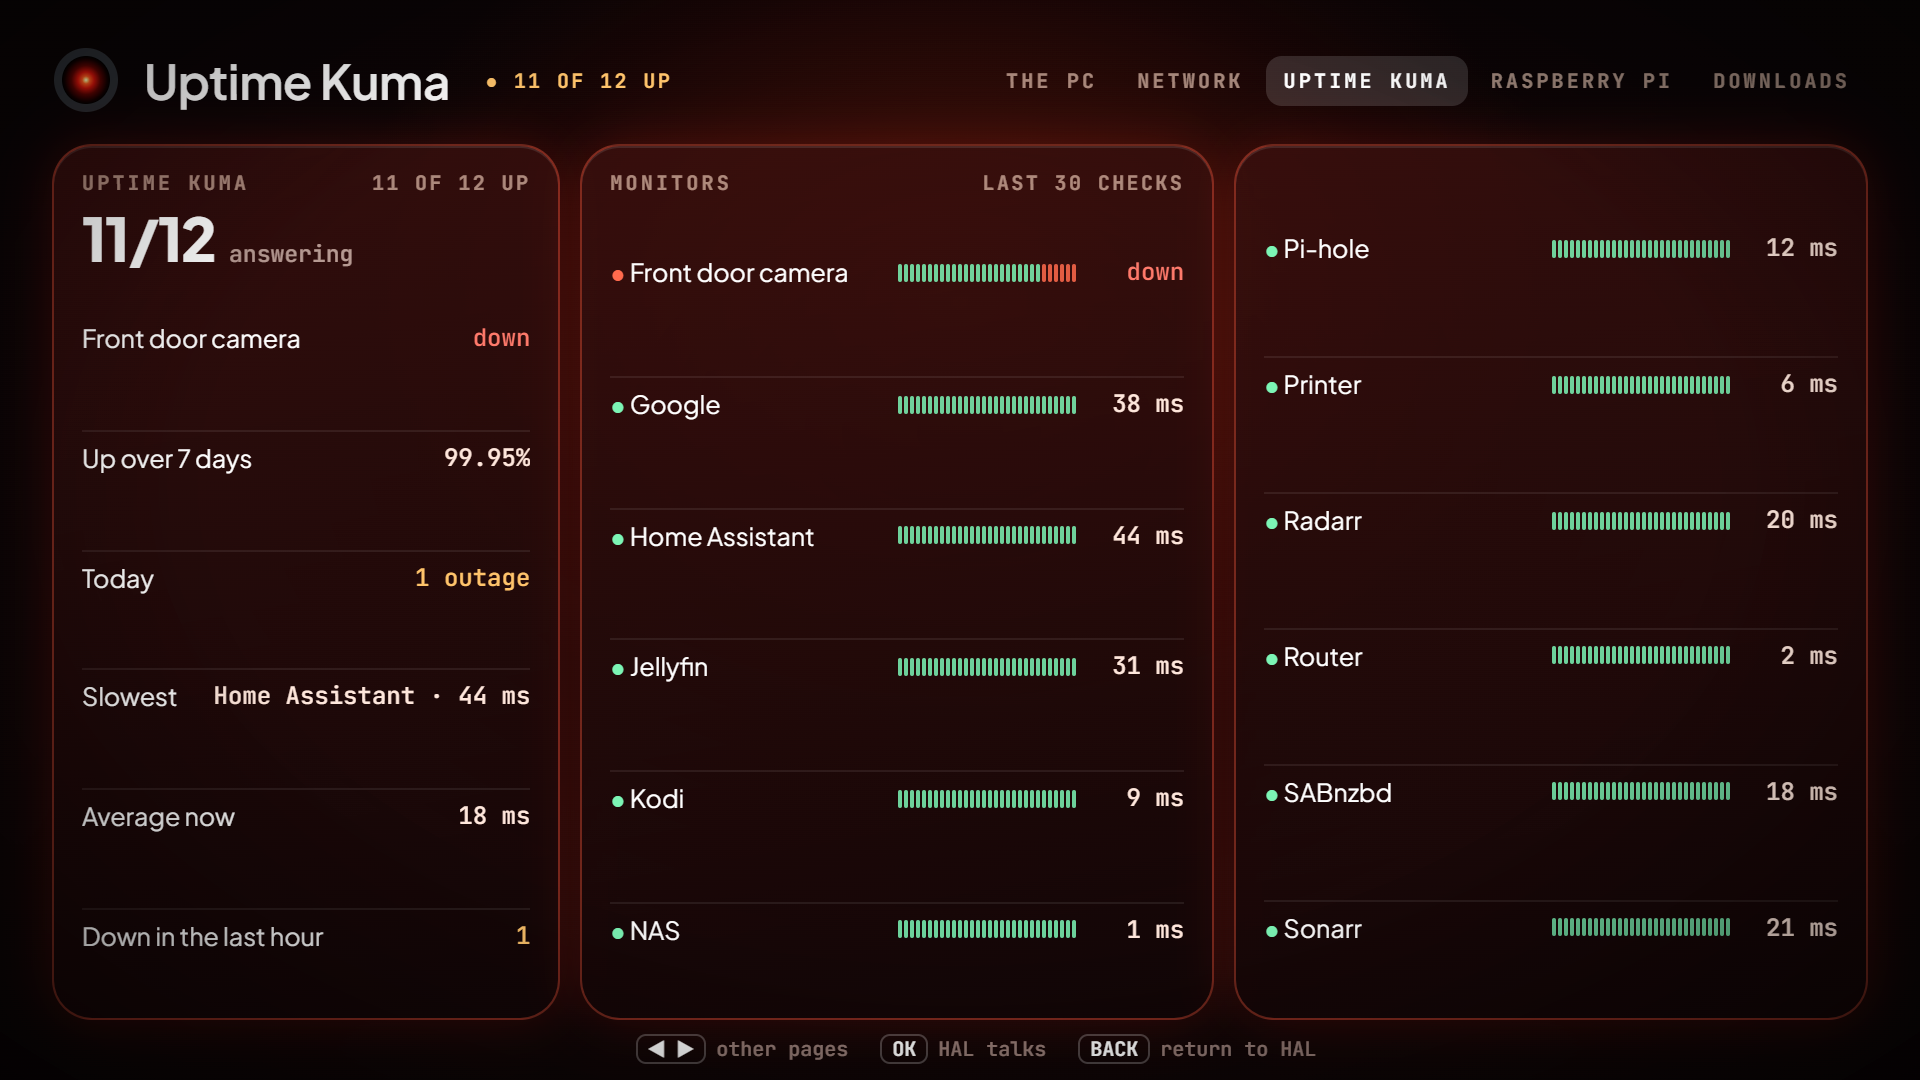 Uptime Kuma
11 OF 12 UP
THE PC
NETWORK
UPTIME KUMA
RASPBERRY PI
DOWNLOADS
UPTIME KUMA 11 OF 12 UP
11/12 answering
Front door camera down
Up over 7 days 99.95%
Today 1 outage
Slowest Home Assistant · 44 ms
Average now 18 ms
Down in the last hour 1
MONITORS LAST 30 CHECKS
Front door camera down
Google 38 ms
Home Assistant 44 ms
Jellyfin 31 ms
Kodi 9 ms
NAS 1 ms
Pi-hole 12 ms
Printer 6 ms
Radarr 20 ms
Router 2 ms
SABnzbd 18 ms
Sonarr 21 ms
◀ ▶ other pages OK HAL talks BACK return to HAL